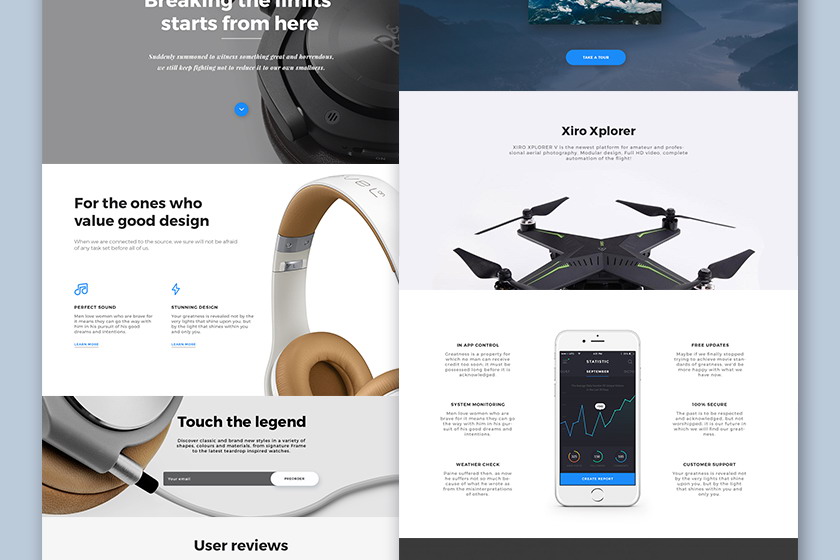 Breaking the limits
starts from here
Suddenly summoned to witness something great and horrendous,
we still keep fighting not to reduce it to our own smallness.
For the ones who
value good design
When we are connected to the source, we sure will not be afraid
of any task set before all of us.
PERFECT SOUND
Men lose women who are brave for
it means they can go the way with
him in his pursuit of his good
dreams and intentions.
LEARN MORE
STUNNING DESIGN
Your greatness is revealed not by the
very lights that shine upon you, but
by the light that shines within you
and only you.
LEARN MORE
Touch the legend
Discover classic and brand new styles in a variety of
shapes, colours and materials, from signature Frame
to the latest teardrop inspired watches.
Your email
PREORDER
User reviews
TAKE A TOUR
Xiro Xplorer
XIRO XPLORER V is the newest platform for amateur and profes-
sional aerial photography. Modular design, Full HD video, complete
automation of the flight!
IN APP CONTROL
Greatness is a property for
which no man can receive
credit too soon; it must be
possessed long before it is
acknowledged.
SYSTEM MONITORING
Men lose women who are
brave for it means they can go
the way with him in his pur-
suit of his good dreams and
intentions.
WEATHER CHECK
Paine suffered then, as now
he suffers not so much be-
cause of what he wrote as
from the misinterpretations
of others.
STATISTIC
SEPTEMBER
CREATE REPORT
FREE UPDATES
Maybe if we finally stopped
trying to achieve movie stan-
dards of greatness, we'd be
more happy with what we
have now.
100% SECURE
The past is to be respected
and acknowledged, but not
worshipped; it is our future in
which we will find our great-
ness.
CUSTOMER SUPPORT
Your greatness is revealed not
by the very lights that shine
upon you, but by the light
that shines within you and
only you.